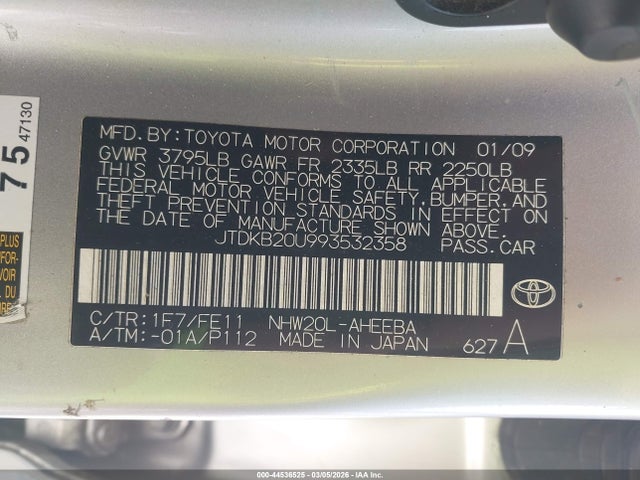 MFD. BY: TOYOTA MOTOR CORPORATION 01/09
GVWR 3795LB GAWR FR 2335LB RR 2250LB
THIS VEHICLE CONFORMS TO ALL APPLICABLE
FEDERAL MOTOR VEHICLE SAFETY, BUMPER, AND
THEFT PREVENTION STANDARDS IN EFFECT ON
THE DATE OF MANUFACTURE SHOWN ABOVE.
JTDKB20U993532358 PASS.CAR
C/TR:1F7/FE11 NHW20L-AHEEBA
A/TM:-01A/P112 MADE IN JAPAN 627A
75
47130
PLUS
VOIR
000-44536525 - 03/05/2026 - IAA Inc.